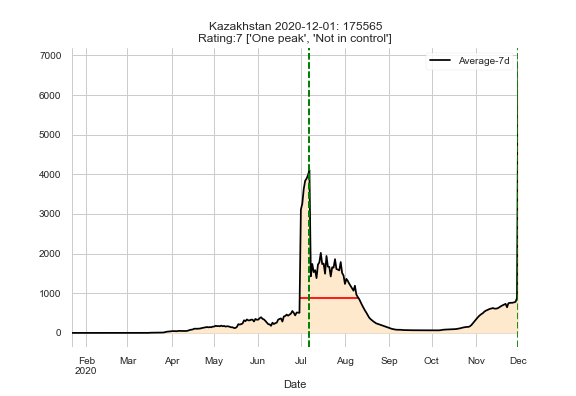 Kazakhstan 2020-12-01: 175565
Rating:7 ['One peak', 'Not in control']
Average-7d
7000
6000
5000
4000
3000
2000
1000
0
Feb Mar Apr May Jun Jul Aug Sep Oct Nov Dec
2020
Date